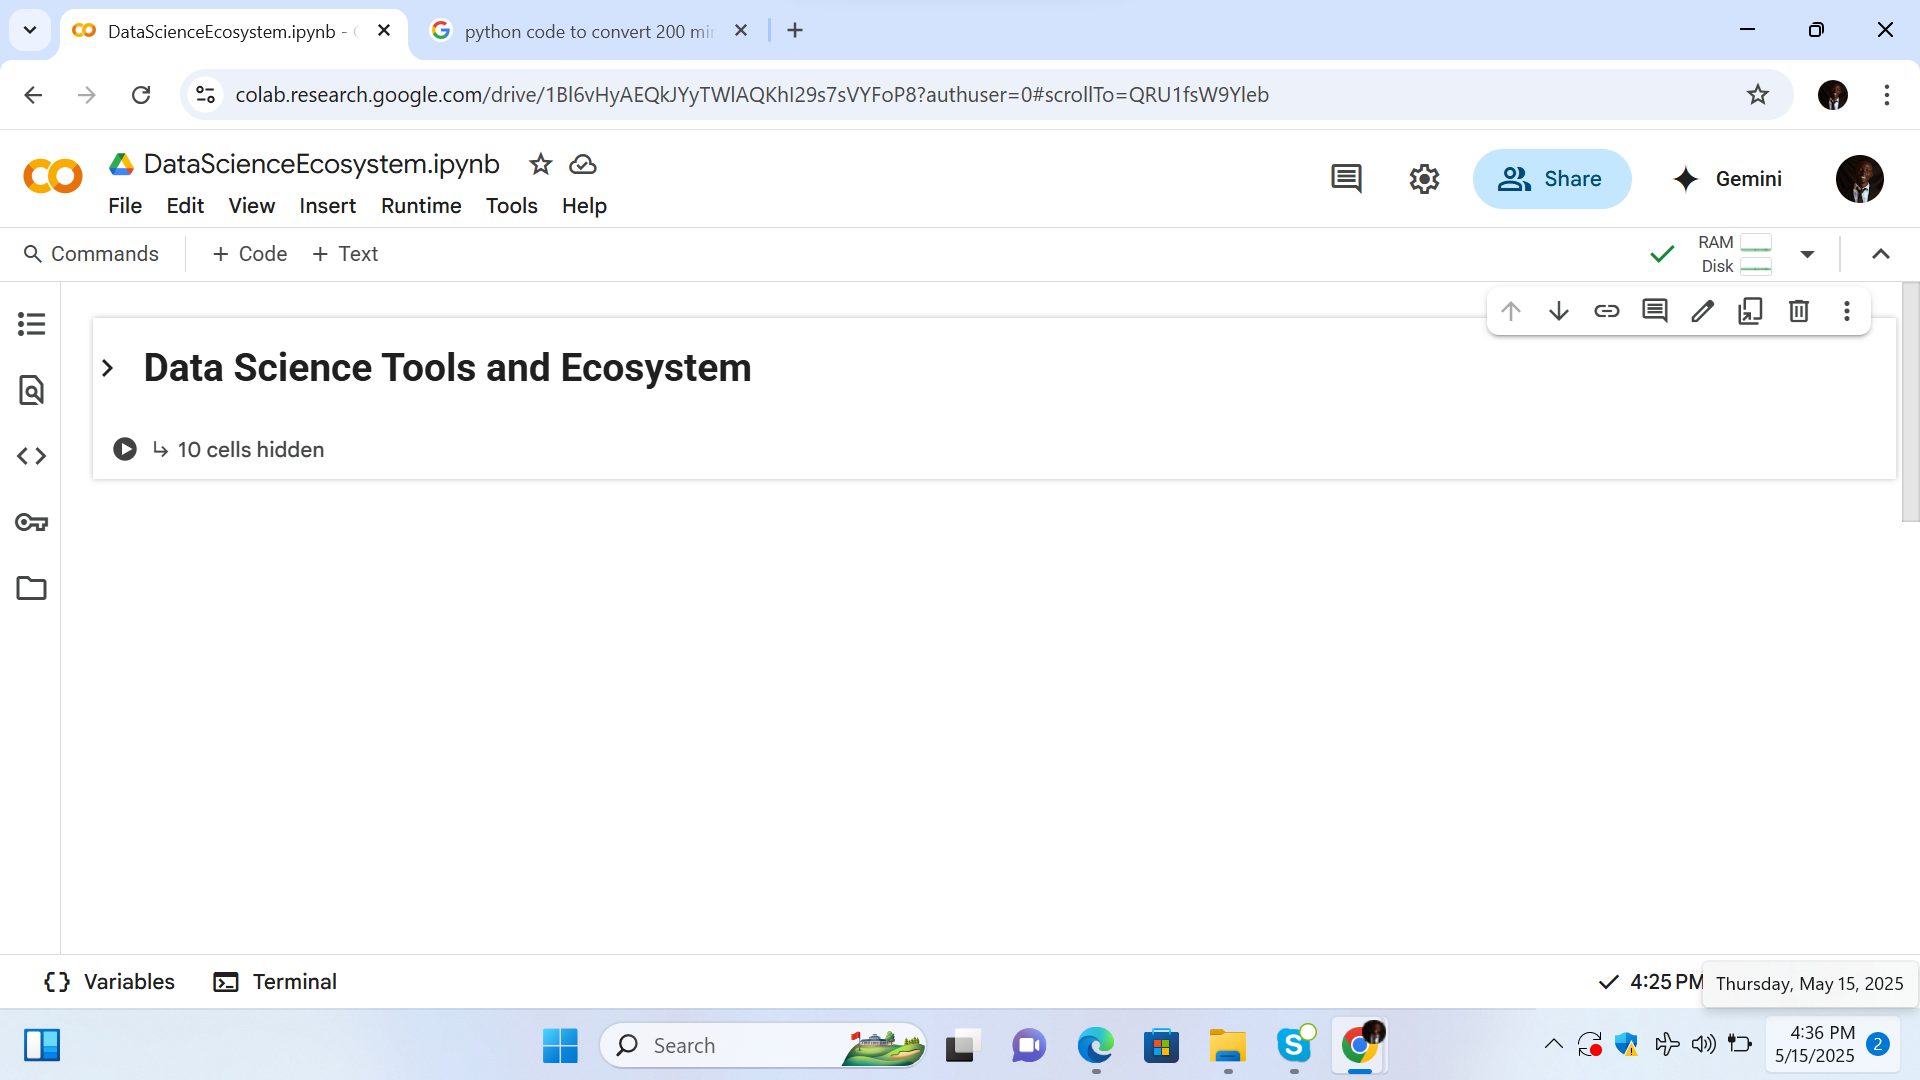 DataScienceEcosystem.ipynb -
python code to convert 200 mi
colab.research.google.com/drive/1Bl6vHyAEQkJYyTWlAQKhI29s7sVYFoP8?authuser=0#scrollTo=QRU1fsW9Yleb
DataScienceEcosystem.ipynb
File Edit View Insert Runtime Tools Help
Share
Gemini
Commands
+ Code + Text
RAM
Disk
Data Science Tools and Ecosystem
10 cells hidden
Variables
Terminal
4:25 PM
Thursday, May 15, 2025
Search
4:36 PM
5/15/2025
2